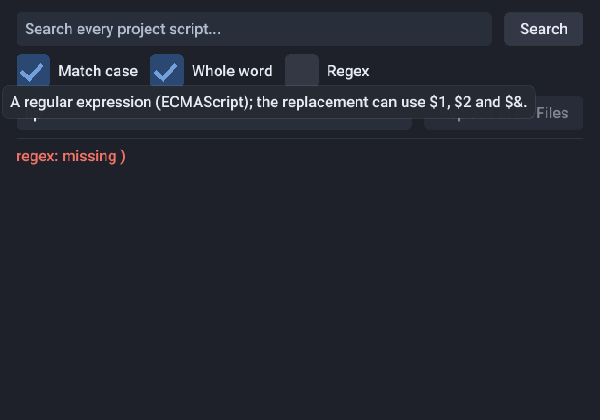 Search every project script...
Search
Match case
Whole word
Regex
A regular expression (ECMAScript); the replacement can use $1, $2 and $&.
Files
regex: missing )